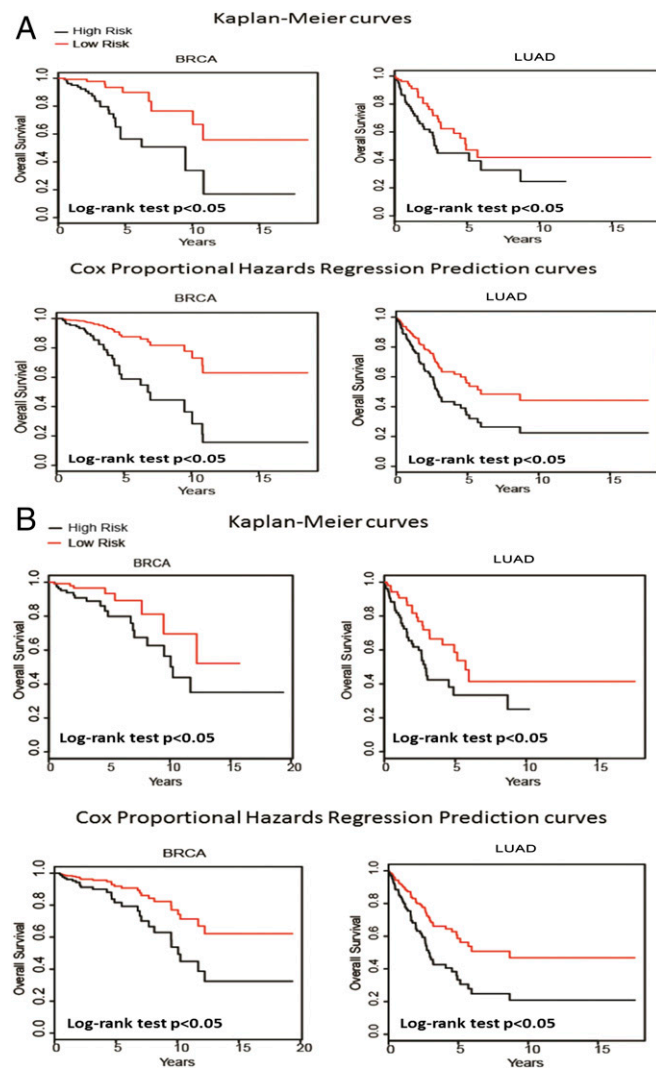 A
Kaplan-Meier curves
High Risk
Low Risk
BRCA
LUAD
Overall Survival
0.0 0.2 0.4 0.6 0.8 1.0
Log-rank test p<0.05
0 5 10 15
Years
Overall Survival
0.0 0.2 0.4 0.6 0.8 1.0
Log-rank test p<0.05
0 5 10 15
Years
Cox Proportional Hazards Regression Prediction curves
BRCA
LUAD
Overall Survival
0.0 0.2 0.4 0.6 0.8 1.0
Log-rank test p<0.05
0 5 10 15
Years
Overall Survival
0.0 0.2 0.4 0.6 0.8 1.0
Log-rank test p<0.05
0 5 10 15
Years
B
Kaplan-Meier curves
High Risk
Low Risk
BRCA
LUAD
Overall Survival
0.0 0.2 0.4 0.6 0.8 1.0
Log-rank test p<0.05
0 5 10 15 20
Years
Overall Survival
0.0 0.2 0.4 0.6 0.8 1.0
Log-rank test p<0.05
0 5 10 15
Years
Cox Proportional Hazards Regression Prediction curves
BRCA
LUAD
Overall Survival
0.0 0.2 0.4 0.6 0.8 1.0
Log-rank test p<0.05
0 5 10 15 20
Years
Overall Survival
0.0 0.2 0.4 0.6 0.8 1.0
Log-rank test p<0.05
0 5 10 15
Years